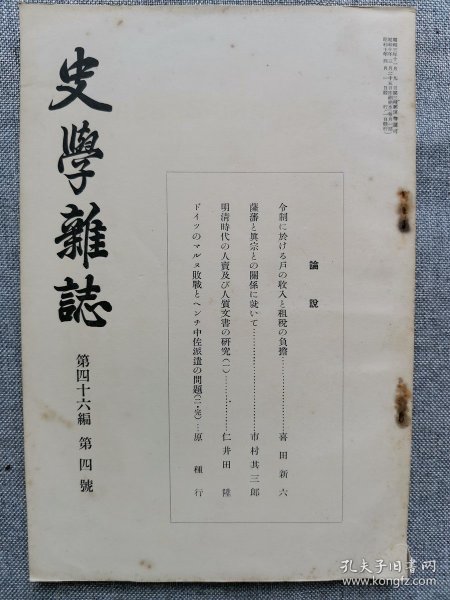 史學雜誌
第四十六編 第四號
論說
令制に於ける戶の收入と租稅の負擔……喜田新六
薩藩と眞宗との關係に就いて……市村其三郎
明淸時代の人賣及び人質文書の硏究(一)……仁井田陞
ドイツのマルヌ敗戰とヘンチ中佐派遣の問題(二・完)…原種行
孔夫子旧书网
www.kongfz.com